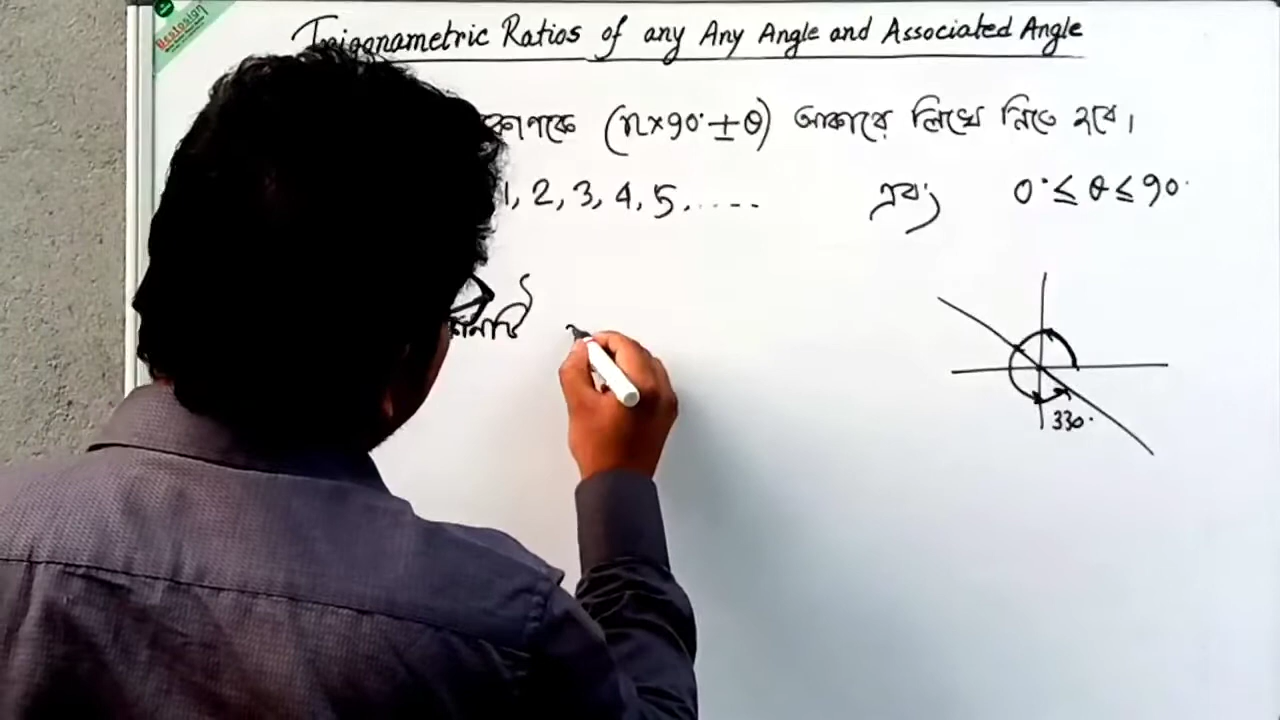 Trigonametric Ratios of any Any Angle and Associated Angle
(n×90°±θ) আকারে লিখে নিতে হবে।
1, 2, 3, 4, 5, ..... এবং 0°≤ θ ≤ 90°
330°